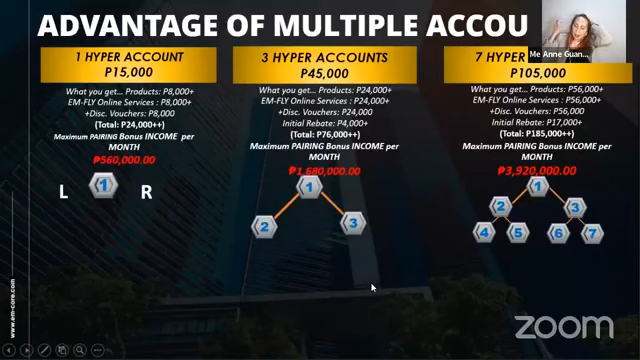 ADVANTAGE OF MULTIPLE ACCOU
Me Anne Guan...
1 HYPER ACCOUNT
P15,000
What you get... Products: P8,000+
EM-FLY Online Services : P8,000+
+Disc. Vouchers: P8,000
(Total: P24,000++)
Maximum PAIRING Bonus INCOME per
MONTH
₱560,000.00
L
1
R
3 HYPER ACCOUNTS
P45,000
What you get... Products: P24,000+
EM-FLY Online Services : P24,000+
+Disc. Vouchers: P24,000
Initial Rebate: P4,000+
(Total: P76,000++)
Maximum PAIRING Bonus INCOME per
MONTH
₱1,680,000.00
1
2
3
7 HYPER
P105,000
What you get... Products: P56,000+
EM-FLY Online Services : P56,000+
+Disc. Vouchers: P56,000
Initial Rebate: P17,000+
(Total: P185,000++)
Maximum PAIRING Bonus INCOME per
MONTH
₱3,920,000.00
1
2
3
4
5
6
7
www.em-core.com
zoom